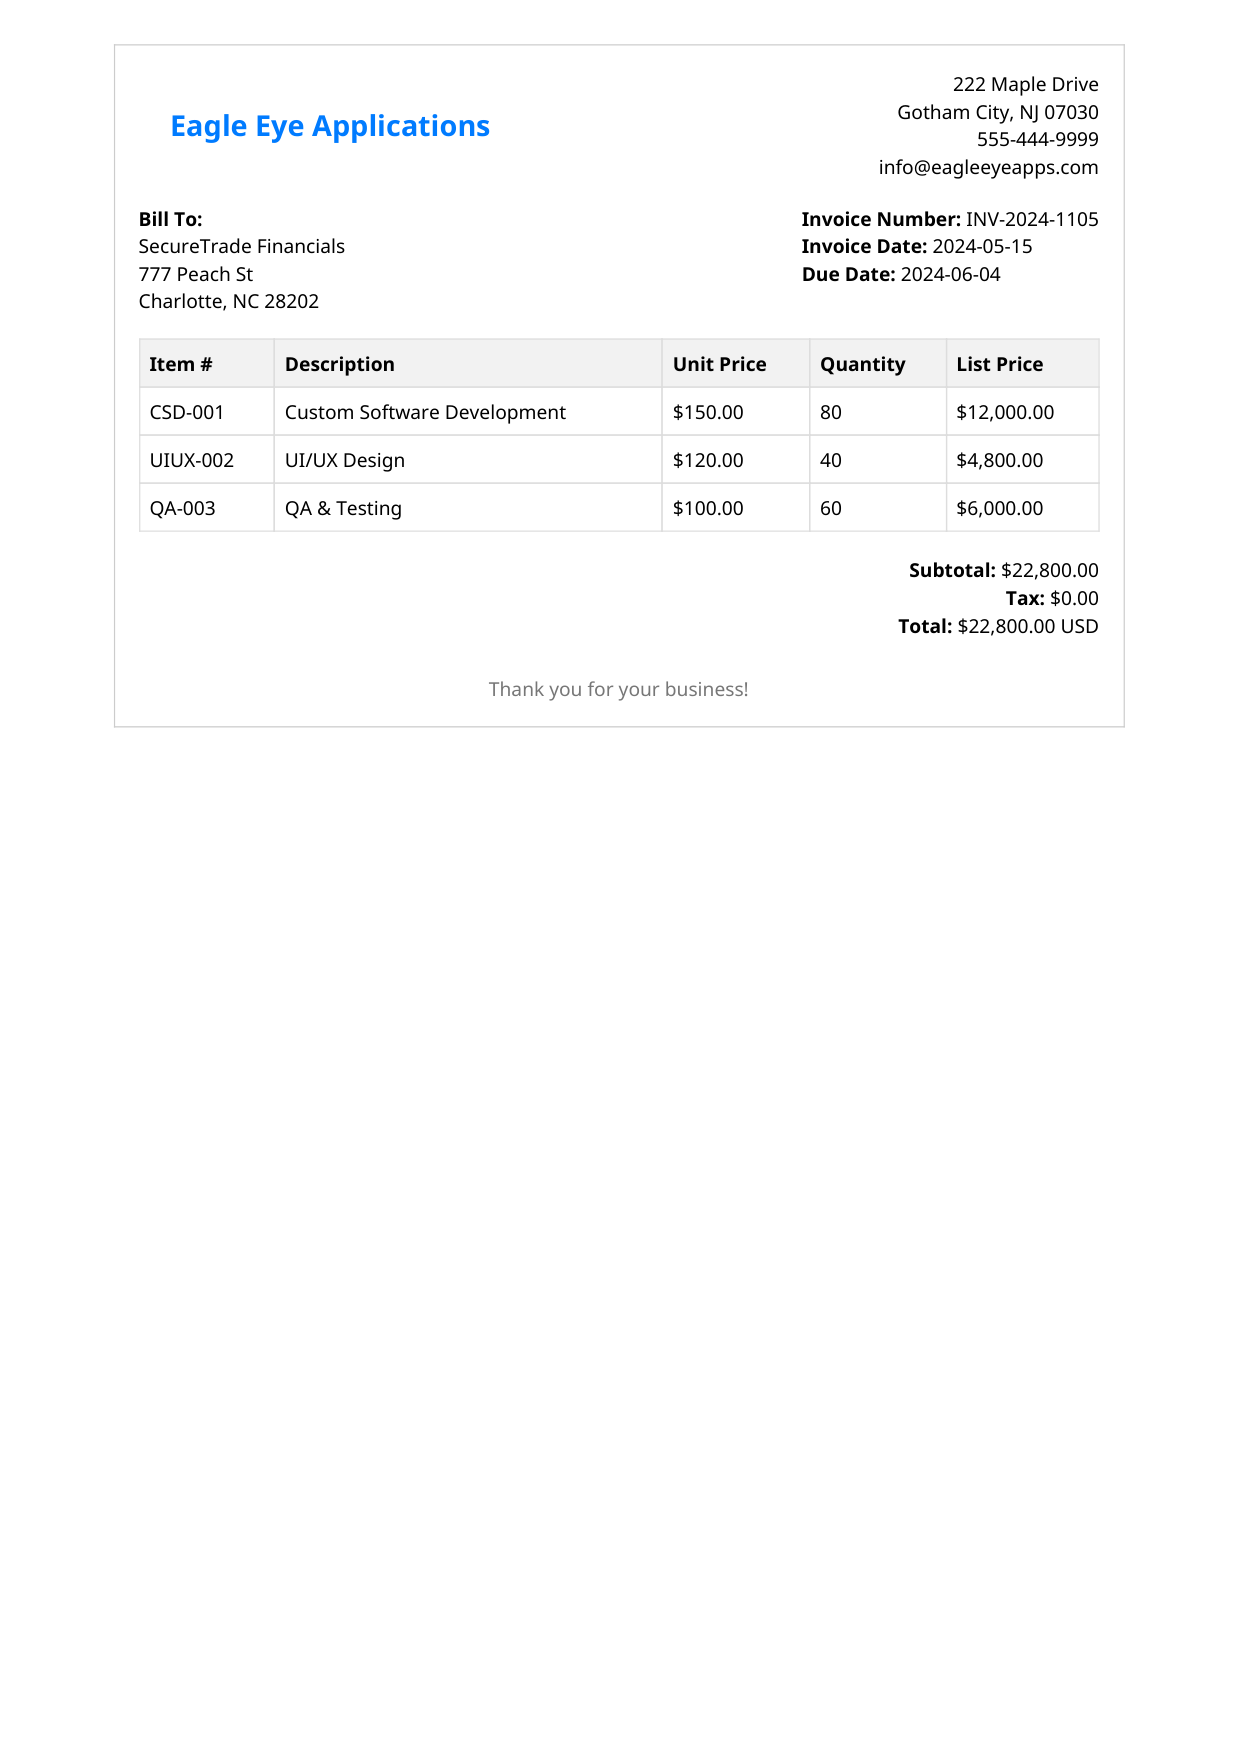 Eagle Eye Applications
222 Maple Drive
Gotham City, NJ 07030
555-444-9999
info@eagleeyeapps.com
Bill To:
SecureTrade Financials
777 Peach St
Charlotte, NC 28202
Invoice Number: INV-2024-1105
Invoice Date: 2024-05-15
Due Date: 2024-06-04
Item # Description Unit Price Quantity List Price
CSD-001 Custom Software Development $150.00 80 $12,000.00
UIUX-002 UI/UX Design $120.00 40 $4,800.00
QA-003 QA & Testing $100.00 60 $6,000.00
Subtotal: $22,800.00
Tax: $0.00
Total: $22,800.00 USD
Thank you for your business!